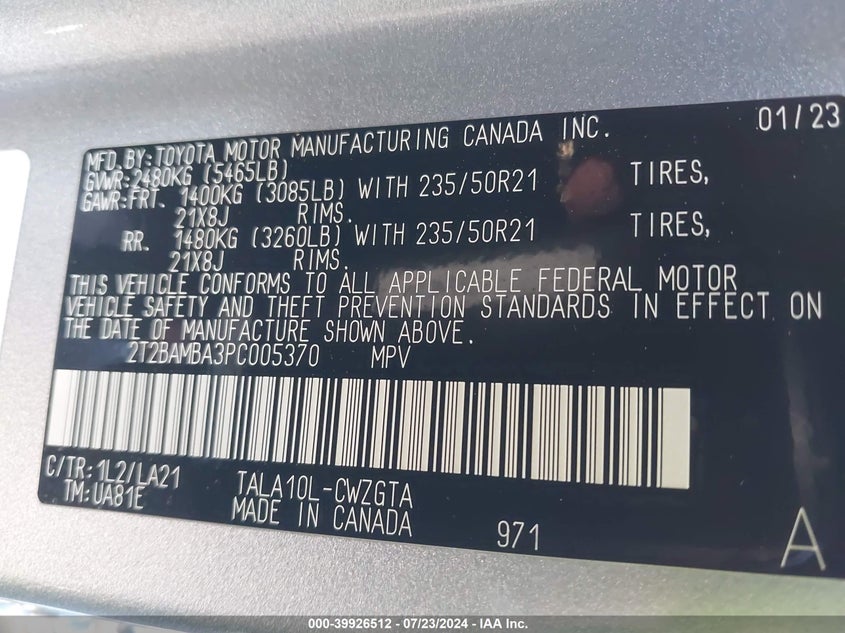 MFD.BY:TOYOTA MOTOR MANUFACTURING CANADA INC. 01/23
GVWR:2480KG (5465LB)
GAWR:FRT. 1400KG (3085LB) WITH 235/50R21 TIRES,
21X8J RIMS.
RR. 1480KG (3260LB) WITH 235/50R21 TIRES,
21X8J RIMS.
THIS VEHICLE CONFORMS TO ALL APPLICABLE FEDERAL MOTOR
VEHICLE SAFETY AND THEFT PREVENTION STANDARDS IN EFFECT ON
THE DATE OF MANUFACTURE SHOWN ABOVE.
2T2BAMBA3PC005370 MPV
C/TR:1L2/LA21 TALA10L-CWZGTA
TM:UA81E MADE IN CANADA 971 A
000-39926512 - 07/23/2024 - IAA Inc.